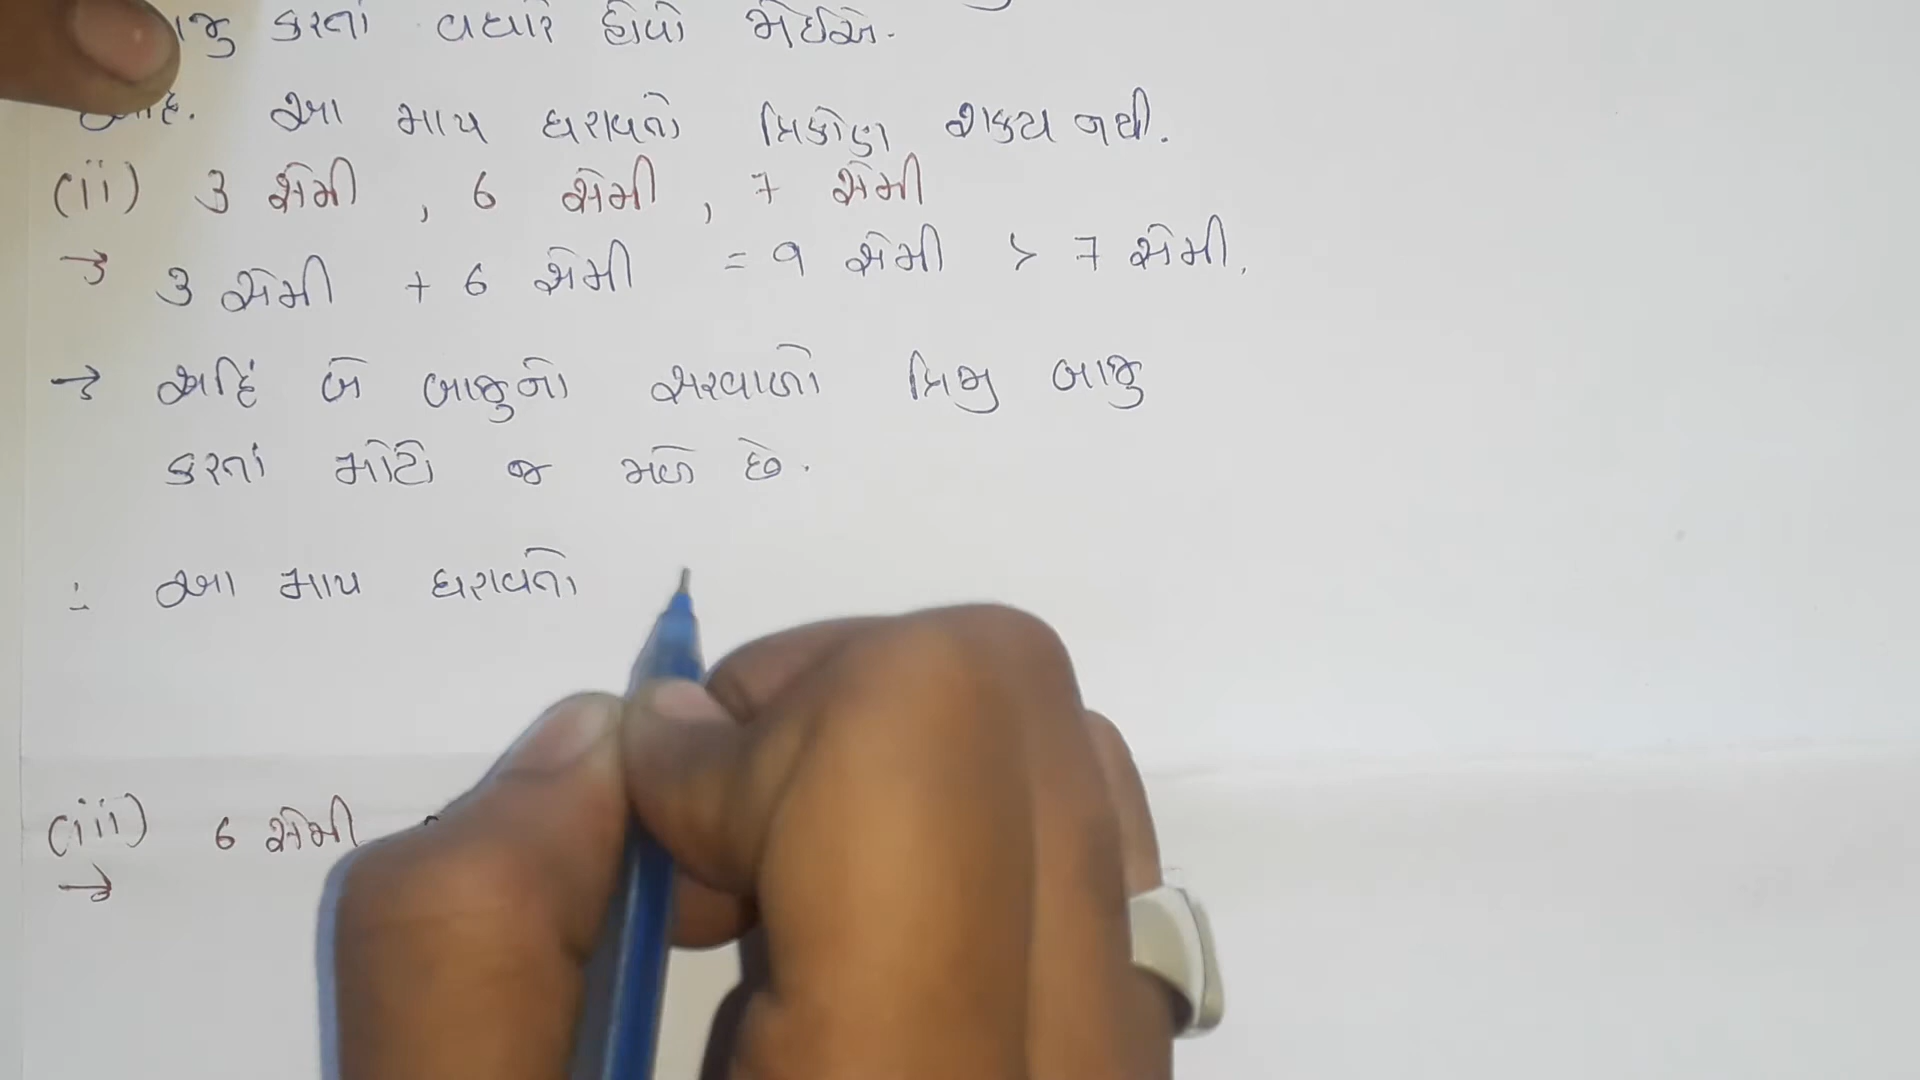 કરતાં વધારે હોવો જોઈએ.
આ માપ ધરાવતો ત્રિકોણ શક્ય નથી.
(ii) 3 સેમી , 6 સેમી , 7 સેમી
→ 3 સેમી + 6 સેમી = 9 સેમી > 7 સેમી.
→ અહિં બે બાજુનો સરવાળો ત્રિજી બાજુ
કરતાં મોટો જ મળે છે.
∴ આ માપ ધરાવતો
(iii) 6 સેમી
→